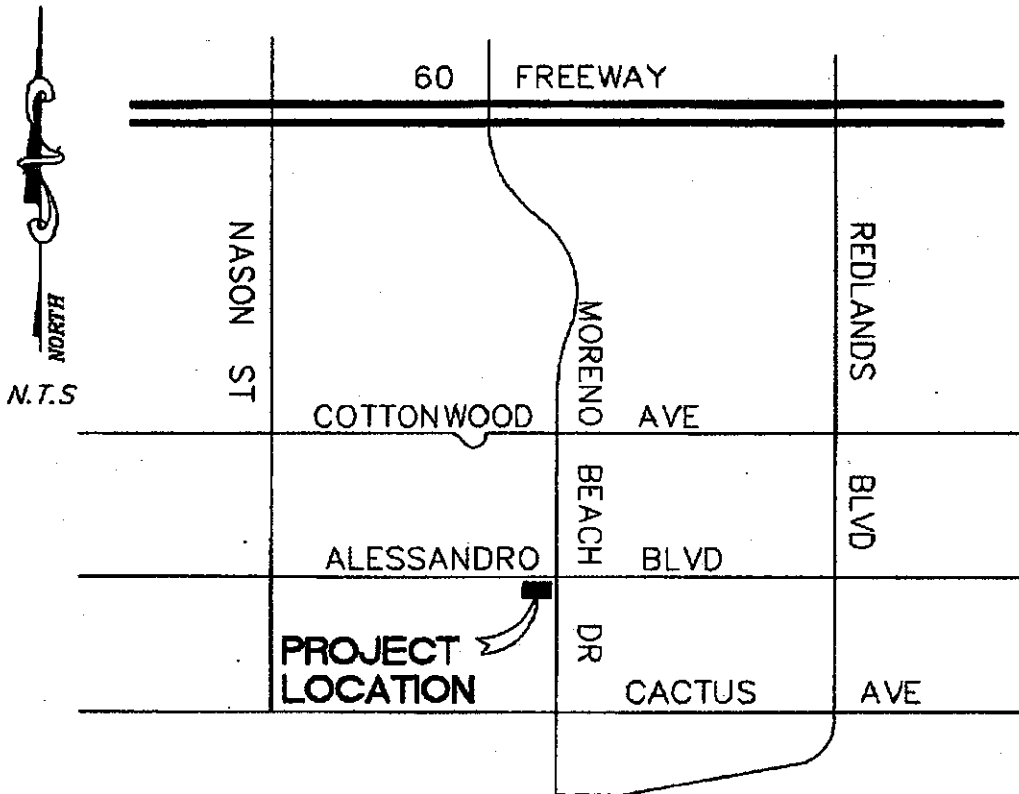 60 FREEWAY
NORTH
N.T.S
NASON ST
MORENO BEACH DR
REDLANDS BLVD
COTTONWOOD AVE
ALESSANDRO BLVD
PROJECT
LOCATION
CACTUS AVE